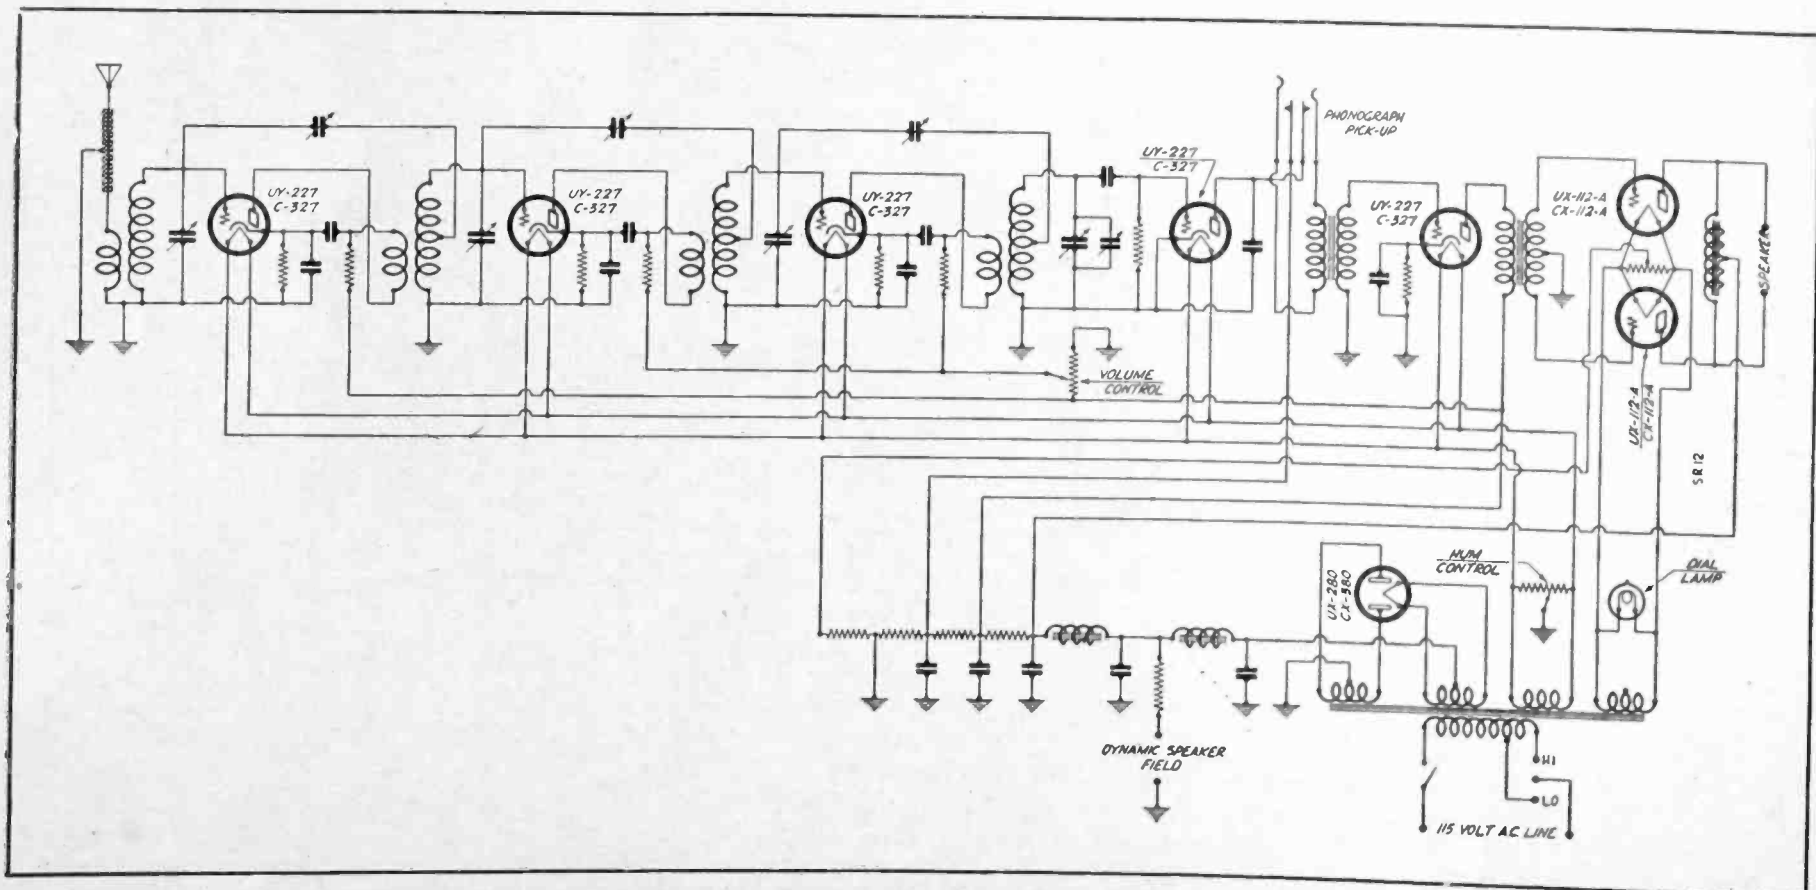 UY-227
C-327
UY-227
C-327
UY-227
C-327
UY-227
C-327
PHONOGRAPH
PICK-UP
UY-227
C-327
UX-112-A
CX-112-A
SPEAKER
VOLUME
CONTROL
UX-112-A
CX-112-A
SR12
UX-280
CX-380
HUM
CONTROL
DIAL
LAMP
DYNAMIC SPEAKER
FIELD
HI
LO
115 VOLT A.C. LINE